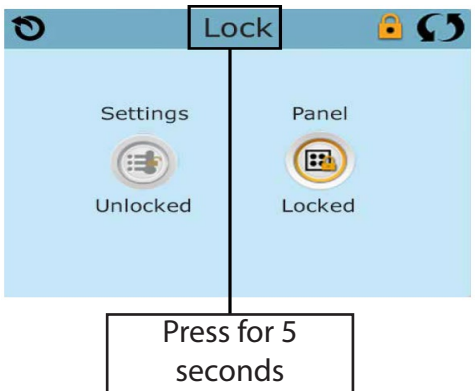 Lock
Settings
Panel
Unlocked
Locked
Press for 5
seconds